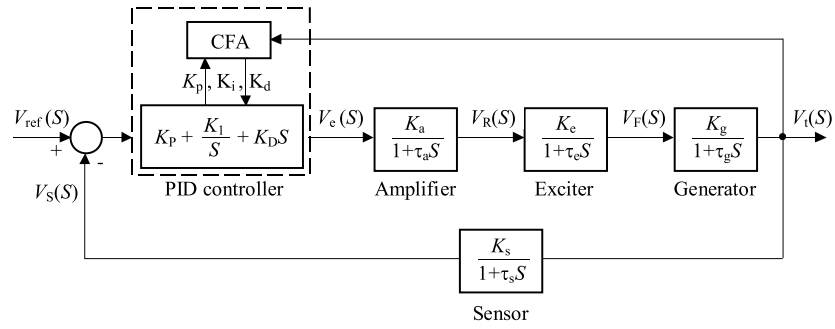 CFA
Kp, Ki, Kd
Vref(S)
+
-
VS(S)
KP + K1/S + KDS
PID controller
Ve(S)
Ka
1+τaS
Amplifier
VR(S)
Ke
1+τeS
Exciter
VF(S)
Kg
1+τgS
Generator
Vt(S)
Ks
1+τsS
Sensor